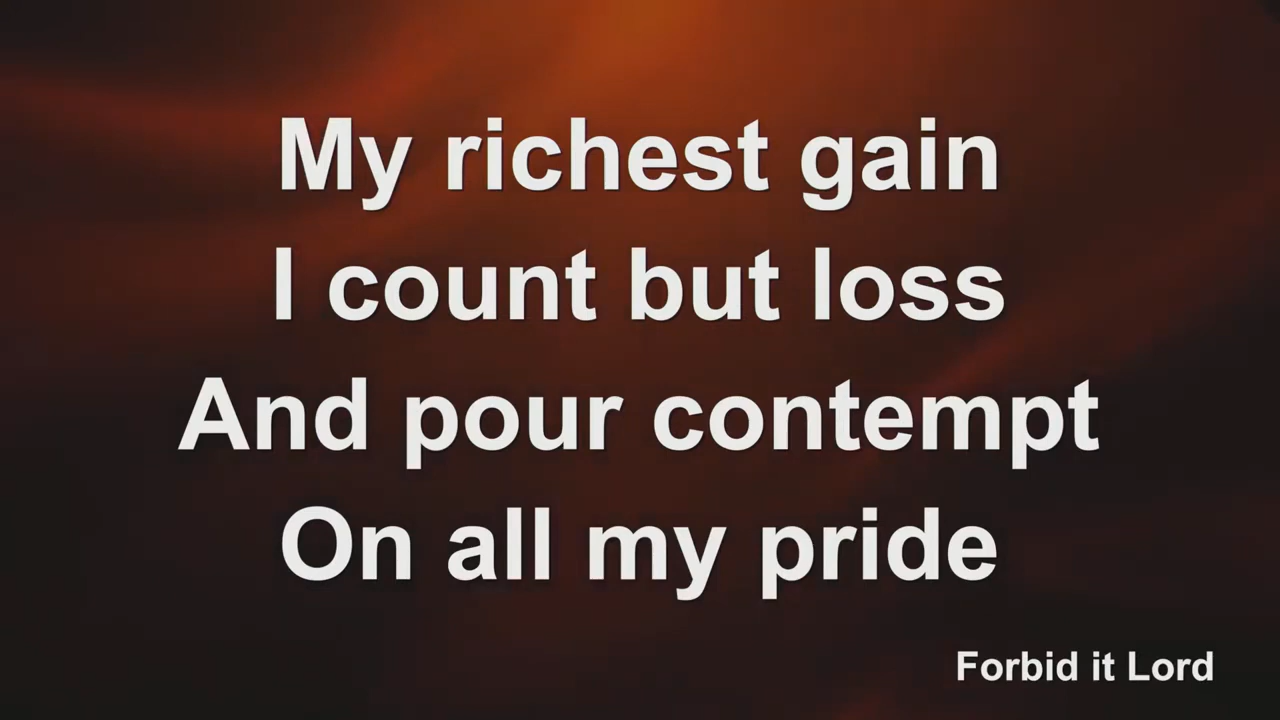 My richest gain
I count but loss
And pour contempt
On all my pride
Forbid it Lord